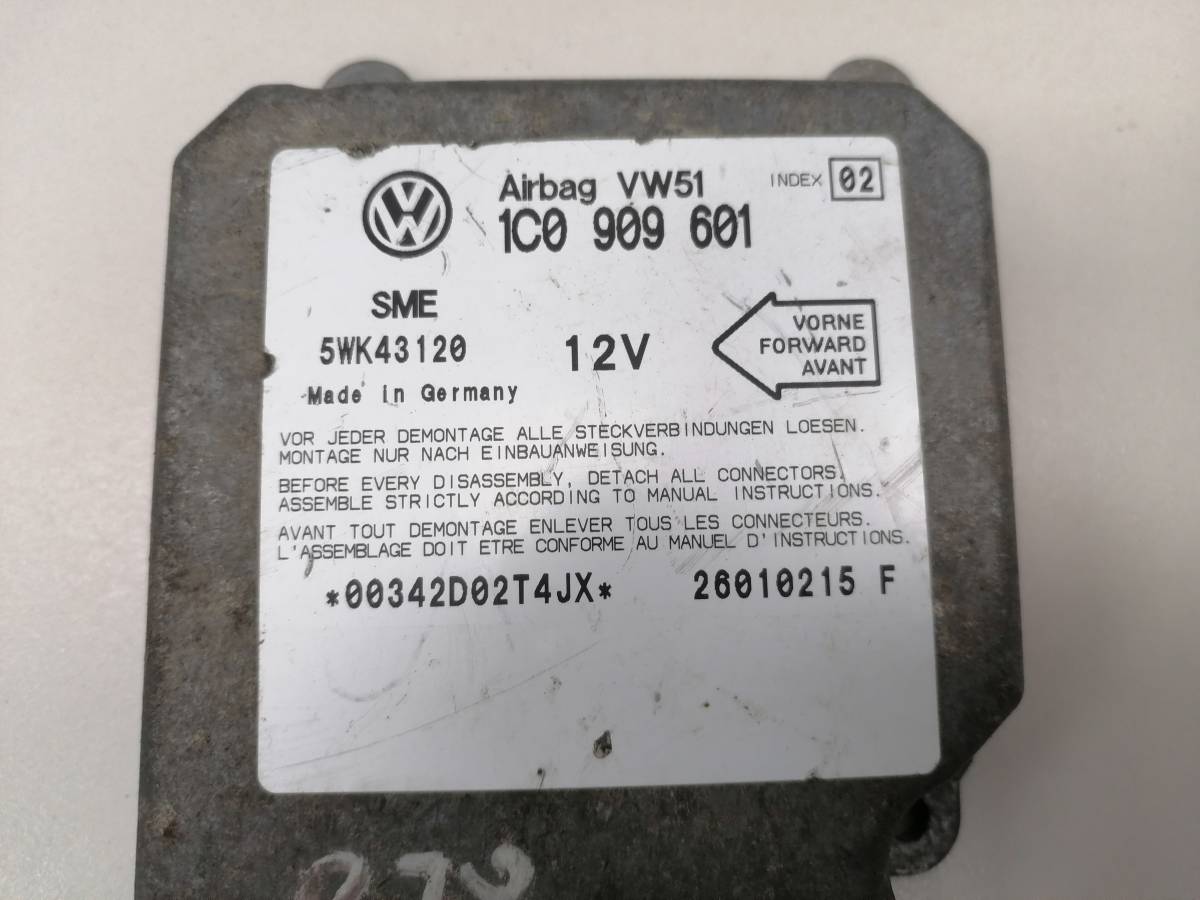 Airbag VW51
INDEX 02
1C0 909 601
SME
5WK43120
12V
VORNE
FORWARD
AVANT
Made in Germany
VOR JEDER DEMONTAGE ALLE STECKVERBINDUNGEN LOESEN.
MONTAGE NUR NACH EINBAUANWEISUNG.
BEFORE EVERY DISASSEMBLY, DETACH ALL CONNECTORS.
ASSEMBLE STRICTLY ACCORDING TO MANUAL INSTRUCTIONS.
AVANT TOUT DEMONTAGE ENLEVER TOUS LES CONNECTEURS.
L'ASSEMBLAGE DOIT ETRE CONFORME AU MANUEL D'INSTRUCTIONS.
*00342D02T4JX* 26010215 F